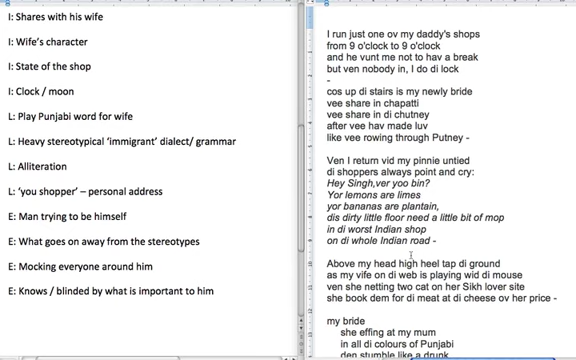 I: Shares with his wife
I: Wife's character
I: State of the shop
I: Clock / moon
L: Play Punjabi word for wife
L: Heavy stereotypical 'immigrant' dialect/ grammar
L: Alliteration
L: 'you shopper' – personal address
E: Man trying to be himself
E: What goes on away from the stereotypes
E: Mocking everyone around him
E: Knows / blinded by what is important to him
I run just one ov my daddy's shops
from 9 o'clock to 9 o'clock
and he vunt me not to hav a break
but ven nobody in, I do di lock
-
cos up di stairs is my newly bride
vee share in chapatti
vee share in di chutney
after vee hav made luv
like vee rowing through Putney -
Ven I return vid my pinnie untied
di shoppers always point and cry:
Hey Singh,ver yoo bin?
Yor lemons are limes
yor bananas are plantain,
dis dirty little floor need a little bit of mop
in di worst Indian shop
on di whole Indian road -
Above my head high heel tap di ground
as my vife on di web is playing wid di mouse
ven she netting two cat on her Sikh lover site
she book dem for di meat at di cheese ov her price -
my bride
she effing at my mum
in all di colours of Punjabi
den stumble like a drunk